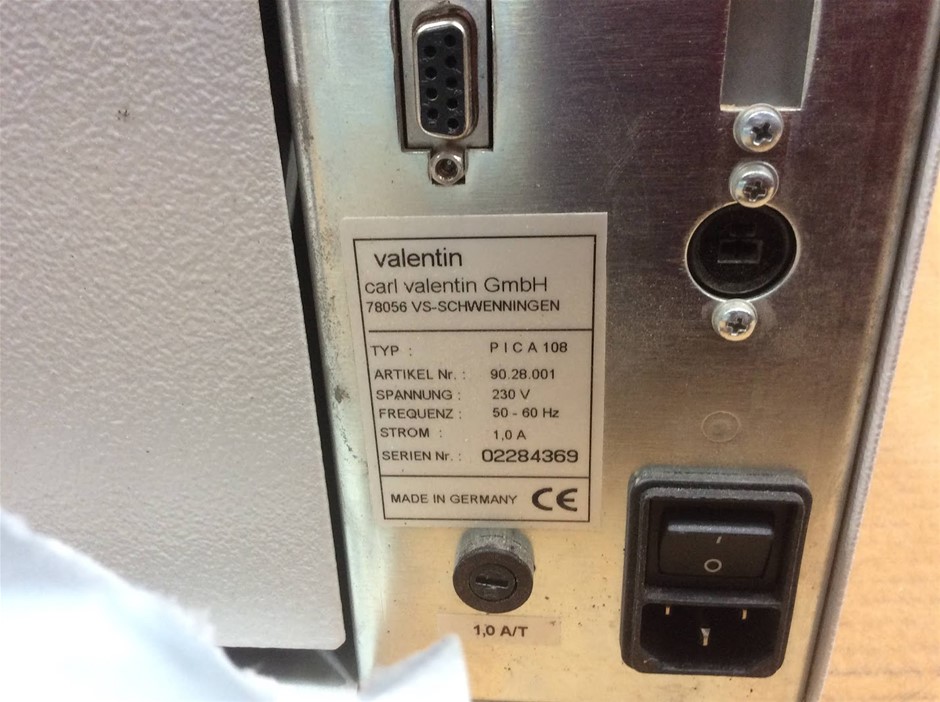 valentin
carl valentin GmbH
78056 VS-SCHWENNINGEN
TYP : P I C A 108
ARTIKEL Nr. : 90.28.001
SPANNUNG : 230 V
FREQUENZ : 50 - 60 Hz
STROM : 1,0 A
SERIEN Nr. : 02284369
MADE IN GERMANY CE
1,0 A/T